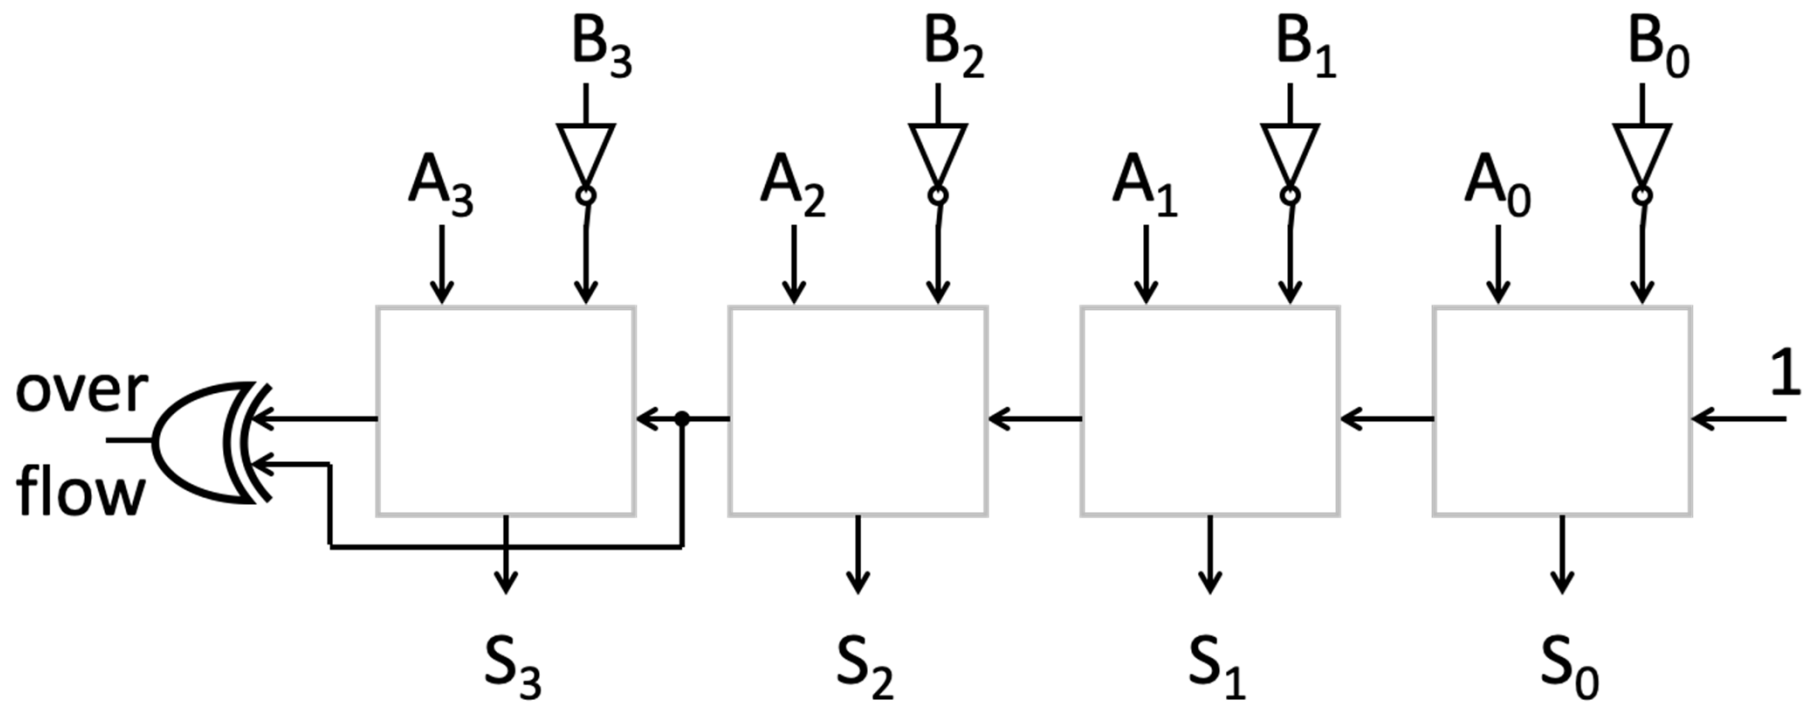 B₃ B₂ B₁ B₀
A₃ A₂ A₁ A₀
1
over
flow
S₃ S₂ S₁ S₀